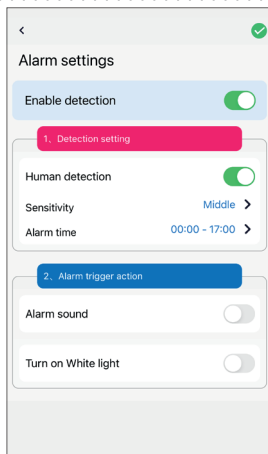 Alarm settings
Enable detection
1、Detection setting
Human detection
Sensitivity Middle
Alarm time 00:00 - 17:00
2、Alarm trigger action
Alarm sound
Turn on White light